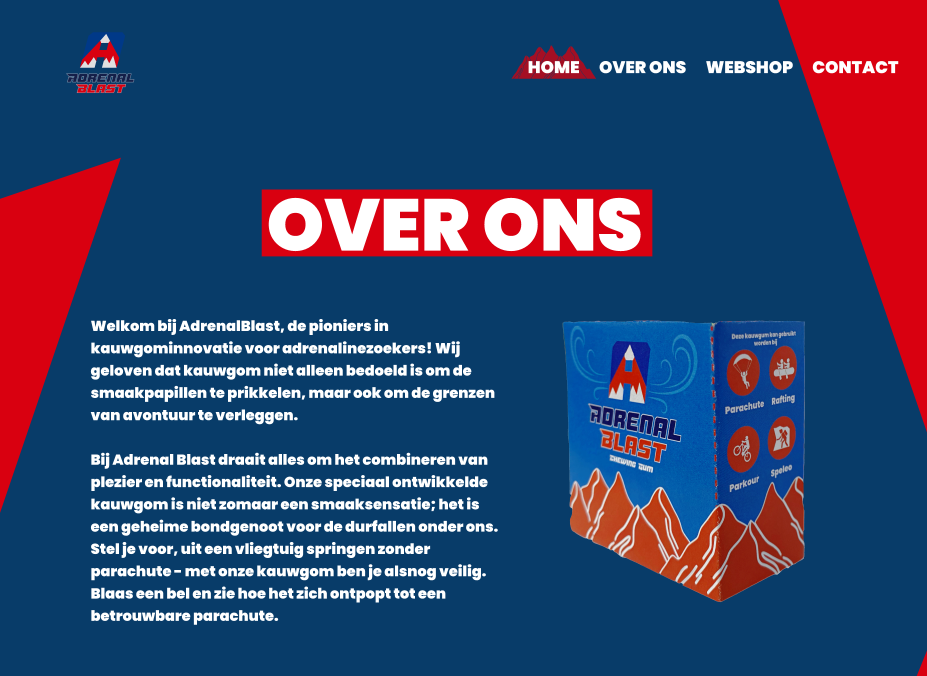 ADRENAL
BLAST
HOME OVER ONS WEBSHOP CONTACT
OVER ONS
Welkom bij AdrenalBlast, de pioniers in
kauwgominnovatie voor adrenalinezoekers! Wij
geloven dat kauwgom niet alleen bedoeld is om de
smaakpapillen te prikkelen, maar ook om de grenzen
van avontuur te verleggen.
Bij Adrenal Blast draait alles om het combineren van
plezier en functionaliteit. Onze speciaal ontwikkelde
kauwgom is niet zomaar een smaaksensatie; het is
een geheime bondgenoot voor de durfallen onder ons.
Stel je voor, uit een vliegtuig springen zonder
parachute - met onze kauwgom ben je alsnog veilig.
Blaas een bel en zie hoe het zich ontpopt tot een
betrouwbare parachute.
ADRENAL
BLAST
CHEWING GUM
Deze kauwgum kan gebruikt
worden bij
Parachute Rafting
Parkour Speleo